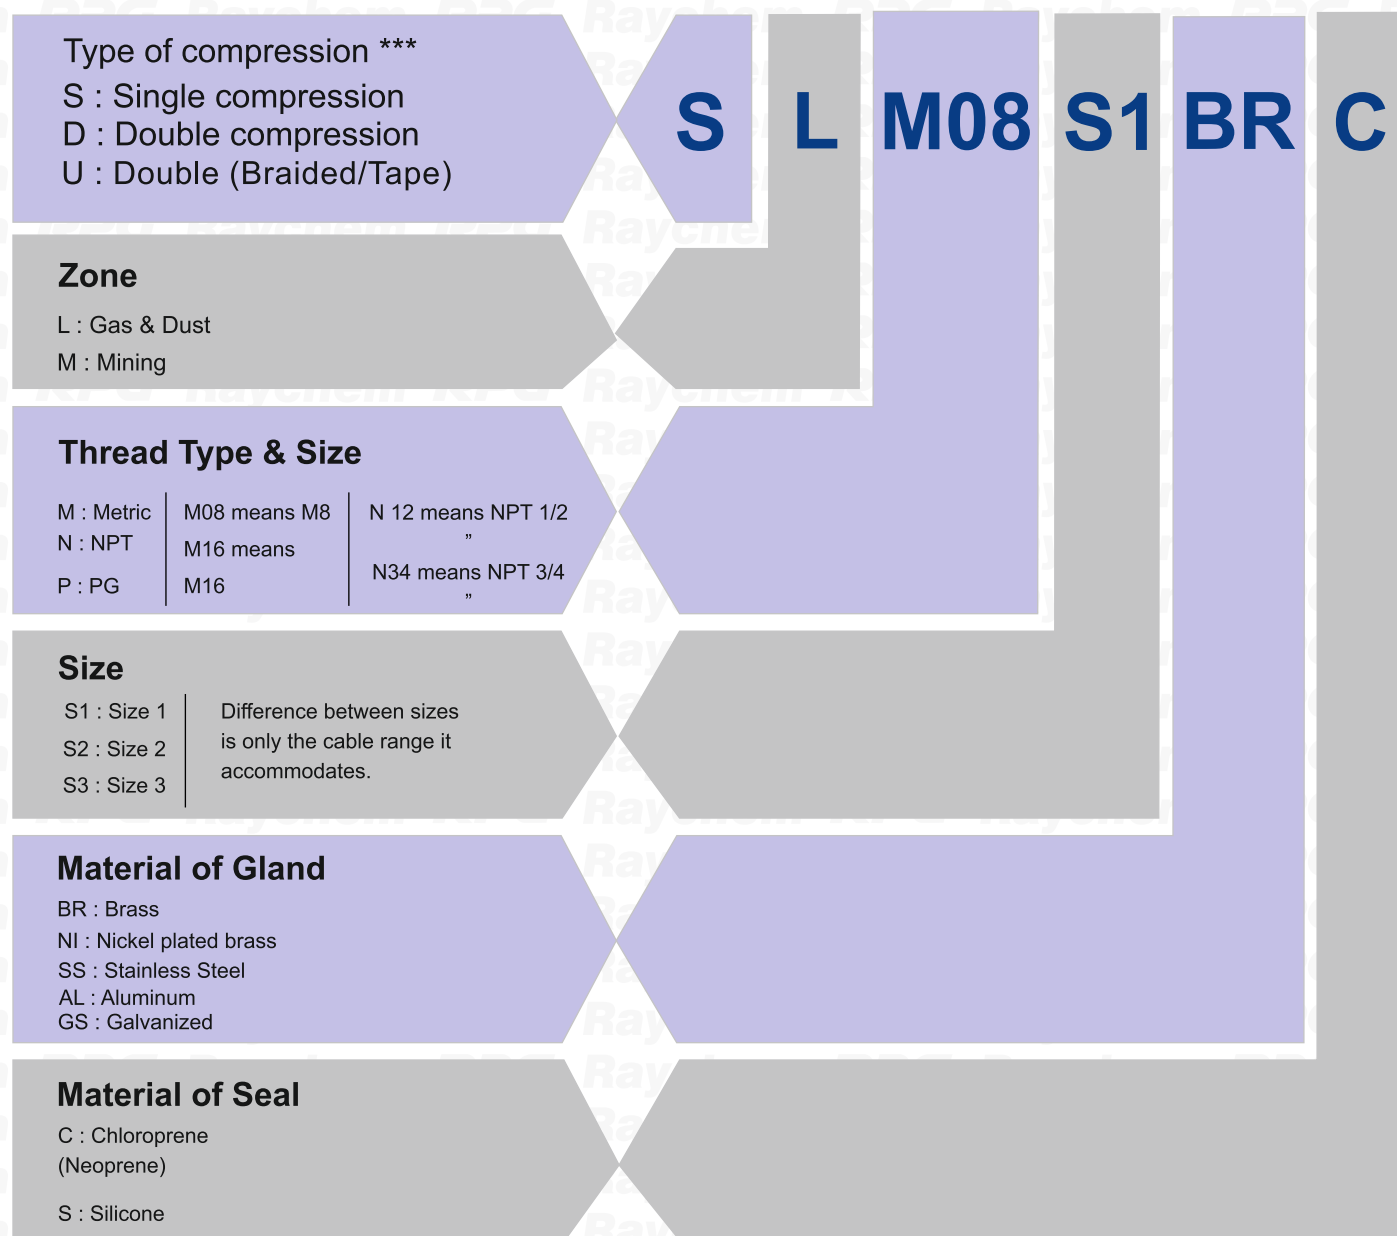 Type of compression ***
S : Single compression
D : Double compression
U : Double (Braided/Tape)
S L M08 S1 BR C
Zone
L : Gas & Dust
M : Mining
Thread Type & Size
M : Metric
N : NPT
P : PG
M08 means M8
M16 means
M16
N 12 means NPT 1/2
”
N34 means NPT 3/4
”
Size
S1 : Size 1
S2 : Size 2
S3 : Size 3
Difference between sizes
is only the cable range it
accommodates.
Material of Gland
BR : Brass
NI : Nickel plated brass
SS : Stainless Steel
AL : Aluminum
GS : Galvanized
Material of Seal
C : Chloroprene
(Neoprene)
S : Silicone